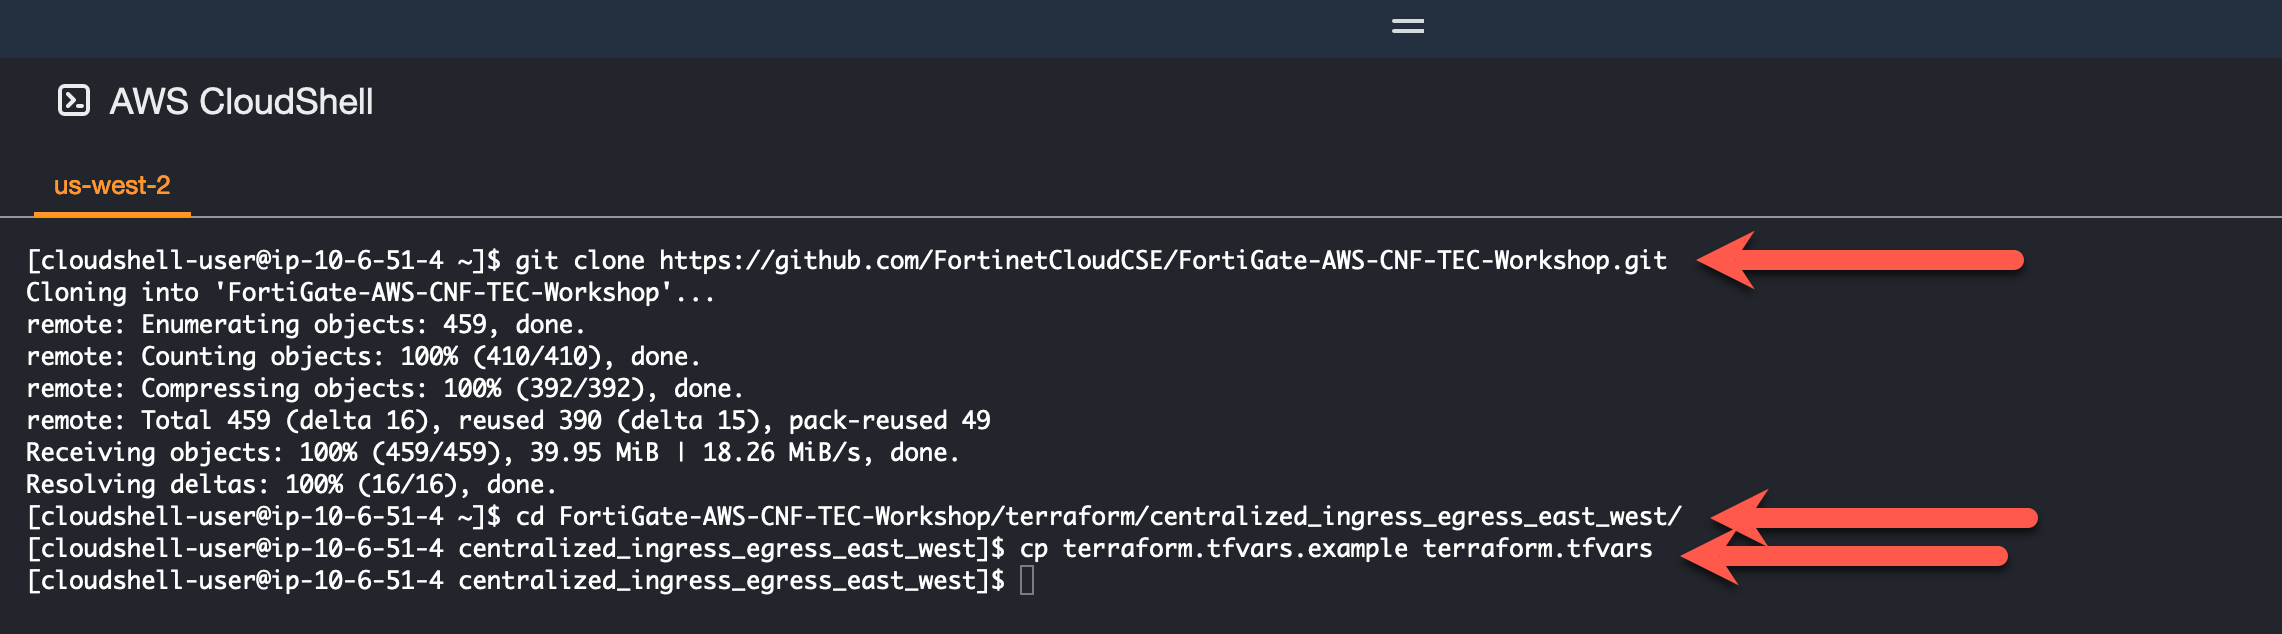 AWS CloudShell
us-west-2
[cloudshell-user@ip-10-6-51-4 ~]$ git clone https://github.com/FortinetCloudCSE/FortiGate-AWS-CNF-TEC-Workshop.git
Cloning into 'FortiGate-AWS-CNF-TEC-Workshop'...
remote: Enumerating objects: 459, done.
remote: Counting objects: 100% (410/410), done.
remote: Compressing objects: 100% (392/392), done.
remote: Total 459 (delta 16), reused 390 (delta 15), pack-reused 49
Receiving objects: 100% (459/459), 39.95 MiB | 18.26 MiB/s, done.
Resolving deltas: 100% (16/16), done.
[cloudshell-user@ip-10-6-51-4 ~]$ cd FortiGate-AWS-CNF-TEC-Workshop/terraform/centralized_ingress_egress_east_west/
[cloudshell-user@ip-10-6-51-4 centralized_ingress_egress_east_west]$ cp terraform.tfvars.example terraform.tfvars
[cloudshell-user@ip-10-6-51-4 centralized_ingress_egress_east_west]$